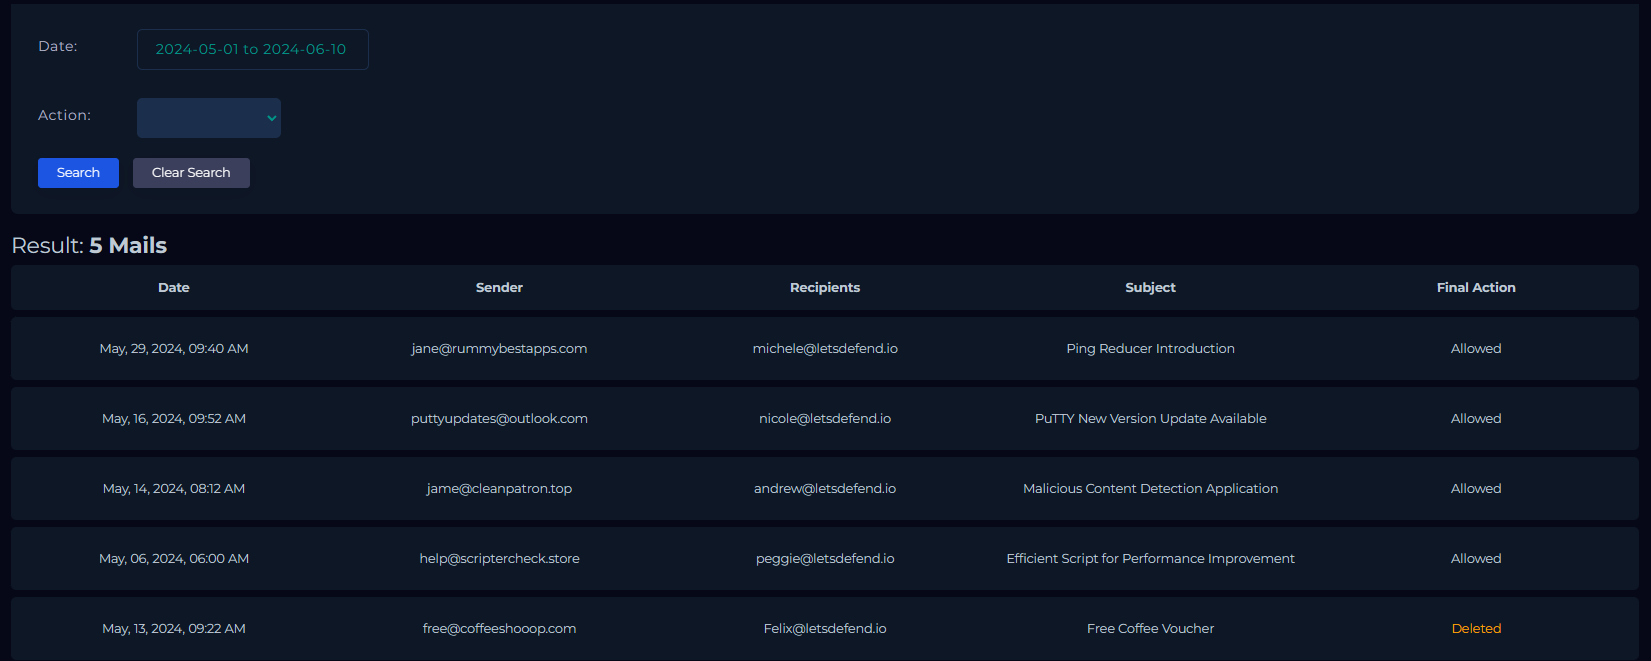 Date: 2024-05-01 to 2024-06-10
Action:
Search Clear Search
Result: 5 Mails
Date Sender Recipients Subject Final Action
May, 29, 2024, 09:40 AM jane@rummybestapps.com michele@letsdefend.io Ping Reducer Introduction Allowed
May, 16, 2024, 09:52 AM puttyupdates@outlook.com nicole@letsdefend.io PuTTY New Version Update Available Allowed
May, 14, 2024, 08:12 AM jame@cleanpatron.top andrew@letsdefend.io Malicious Content Detection Application Allowed
May, 06, 2024, 06:00 AM help@scriptercheck.store peggie@letsdefend.io Efficient Script for Performance Improvement Allowed
May, 13, 2024, 09:22 AM free@coffeeshooop.com Felix@letsdefend.io Free Coffee Voucher Deleted